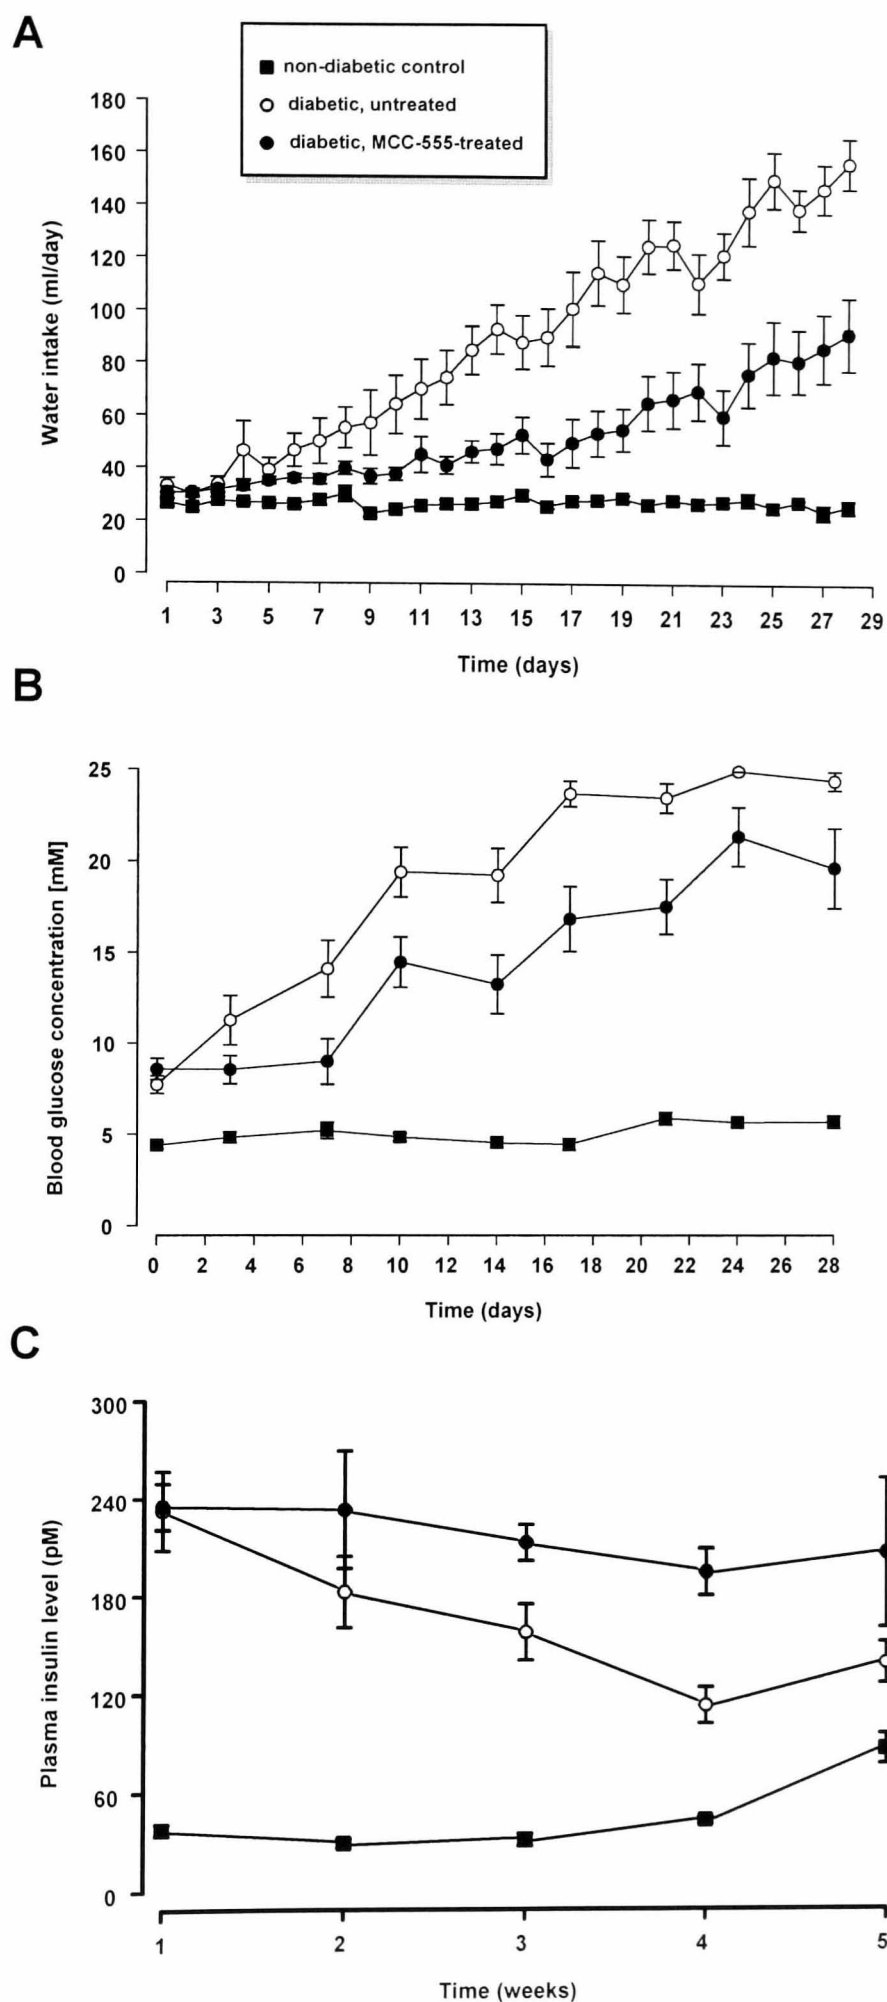 A
non-diabetic control
diabetic, untreated
diabetic, MCC-555-treated
180
160
140
120
100
80
60
40
20
0
Water intake (ml/day)
1 3 5 7 9 11 13 15 17 19 21 23 25 27 29
Time (days)
B
25
20
15
10
5
0
Blood glucose concentration [mM]
0 2 4 6 8 10 12 14 16 18 20 22 24 26 28
Time (days)
C
300
240
180
120
60
0
Plasma insulin level (pM)
1 2 3 4 5
Time (weeks)